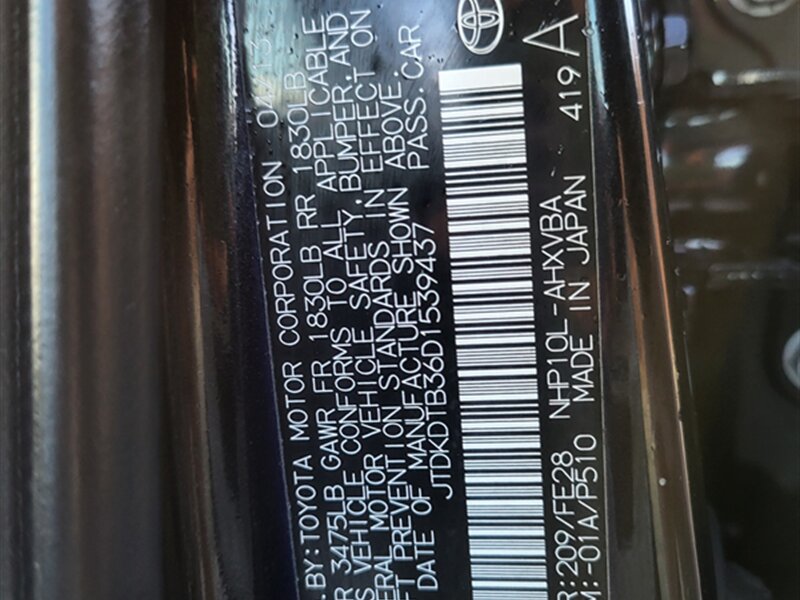 .BY:TOYOTA MOTOR CORPORATION 01/13
R 3475LB GAWR FR 1830LB RR 1830LB
S VEHICLE CONFORMS TO ALL APPLICABLE
ERAL MOTOR VEHICLE SAFETY, BUMPER, AND
FT PREVENTION STANDARDS IN EFFECT ON
DATE OF MANUFACTURE SHOWN ABOVE.
JTDKDTB36D1539437 PASS. CAR
R:209/FE28 NHP10L-AHXVBA 419 A
M:-01A/P510 MADE IN JAPAN